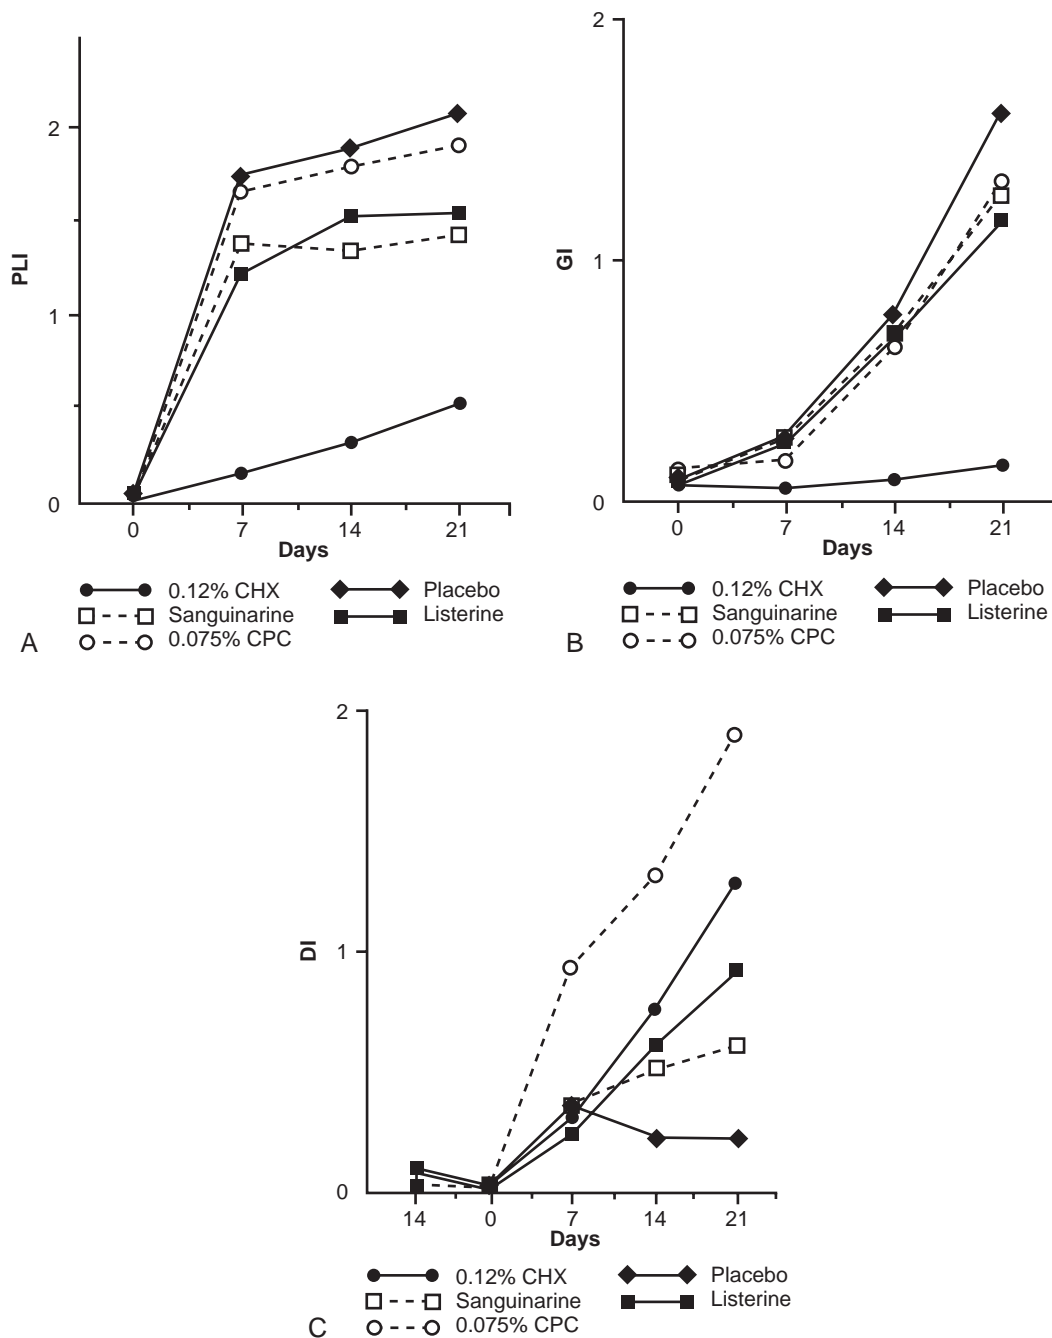 2
1
0
PLI
0 7 14 21
Days
0.12% CHX Placebo
Sanguinarine Listerine
0.075% CPC
A
2
1
0
GI
0 7 14 21
Days
0.12% CHX Placebo
Sanguinarine Listerine
0.075% CPC
B
2
1
0
DI
14 0 7 14 21
Days
0.12% CHX Placebo
Sanguinarine Listerine
0.075% CPC
C